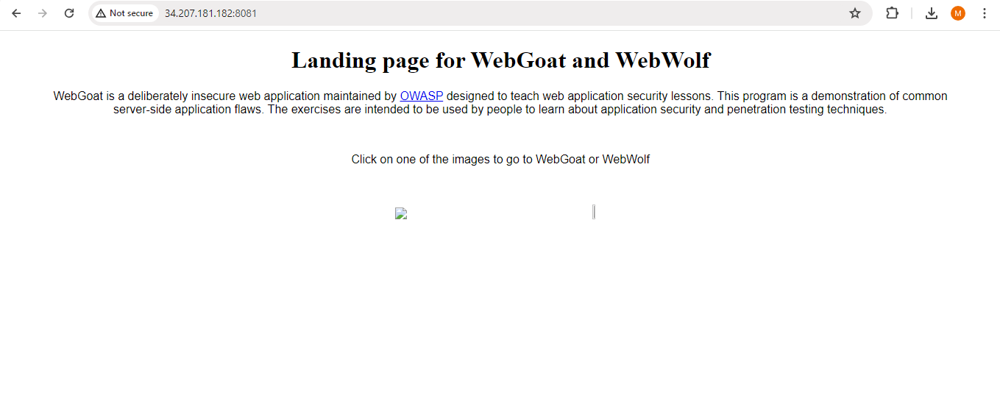 Not secure
34.207.181.182:8081
M
Landing page for WebGoat and WebWolf
WebGoat is a deliberately insecure web application maintained by OWASP designed to teach web application security lessons. This program is a demonstration of common
server-side application flaws. The exercises are intended to be used by people to learn about application security and penetration testing techniques.
Click on one of the images to go to WebGoat or WebWolf